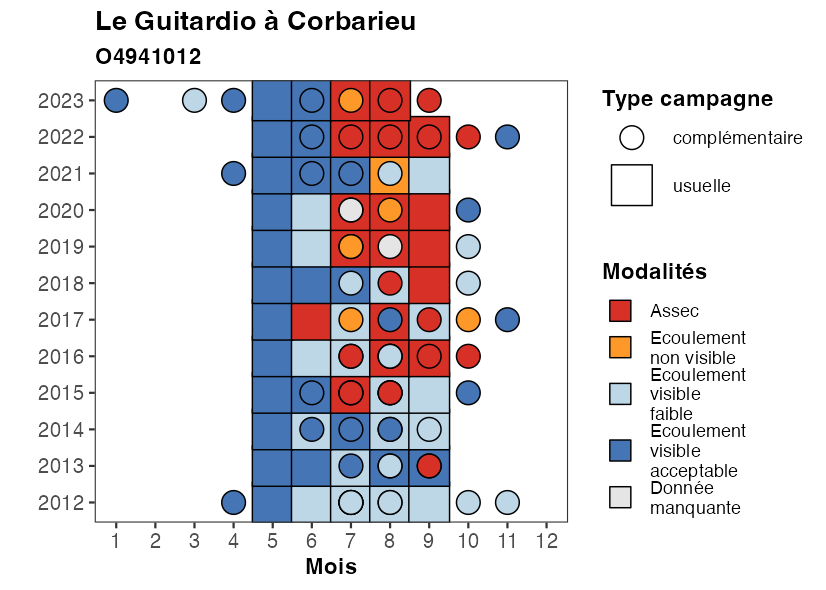 Le Guitardio à Corbarieu
O4941012
2023
2022
2021
2020
2019
2018
2017
2016
2015
2014
2013
2012
1 2 3 4 5 6 7 8 9 10 11 12
Mois
Type campagne
complémentaire
usuelle
Modalités
Assec
Ecoulement
non visible
Ecoulement
visible
faible
Ecoulement
visible
acceptable
Donnée
manquante